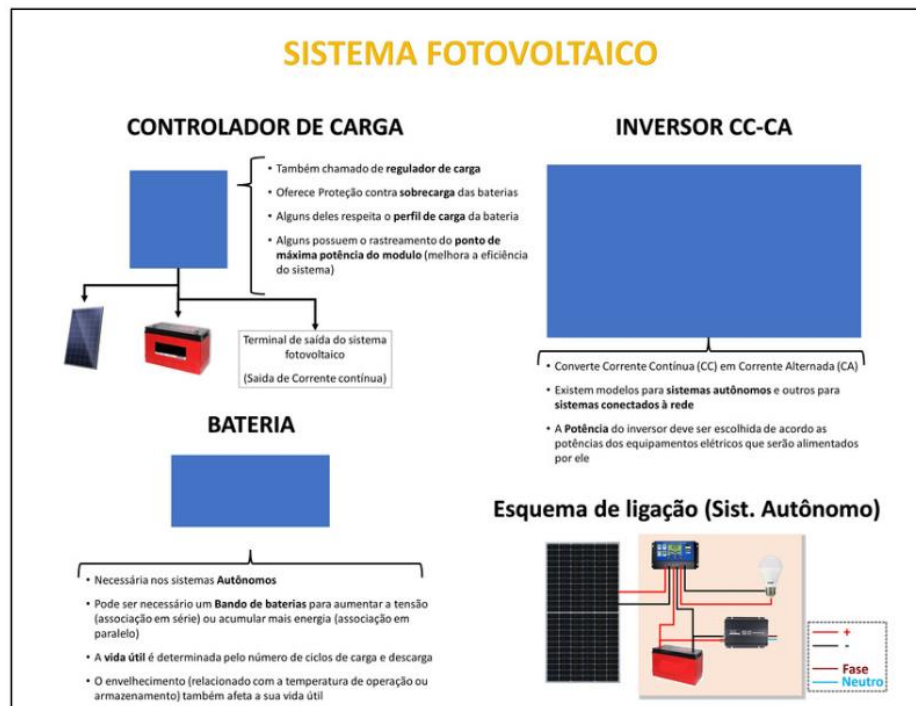 SISTEMA FOTOVOLTAICO
CONTROLADOR DE CARGA
• Também chamado de regulador de carga
• Oferece Proteção contra sobrecarga das baterias
• Alguns deles respeita o perfil de carga da bateria
• Alguns possuem o rastreamento do ponto de
máxima potência do modulo (melhora a eficiência
do sistema)
Terminal de saída do sistema
fotovoltaico
(Saida de Corrente contínua)
BATERIA
• Necessária nos sistemas Autônomos
• Pode ser necessário um Bando de baterias para aumentar a tensão
(associação em série) ou acumular mais energia (associação em
paralelo)
• A vida útil é determinada pelo número de ciclos de carga e descarga
• O envelhecimento (relacionado com a temperatura de operação ou
armazenamento) também afeta a sua vida útil
INVERSOR CC-CA
• Converte Corrente Contínua (CC) em Corrente Alternada (CA)
• Existem modelos para sistemas autônomos e outros para
sistemas conectados à rede
• A Potência do inversor deve ser escolhida de acordo as
potências dos equipamentos elétricos que serão alimentados
por ele
Esquema de ligação (Sist. Autônomo)
+
-
Fase
Neutro